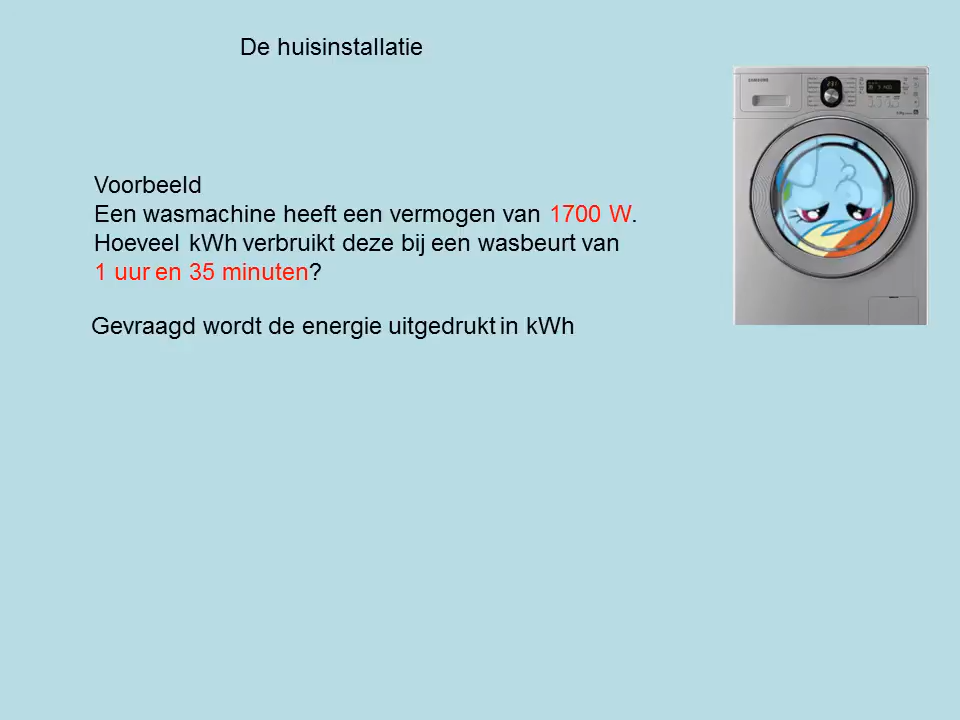 De huisinstallatie
SAMSUNG
Voorbeeld
Een wasmachine heeft een vermogen van 1700 W.
Hoeveel kWh verbruikt deze bij een wasbeurt van
1 uur en 35 minuten?
Gevraagd wordt de energie uitgedrukt in kWh